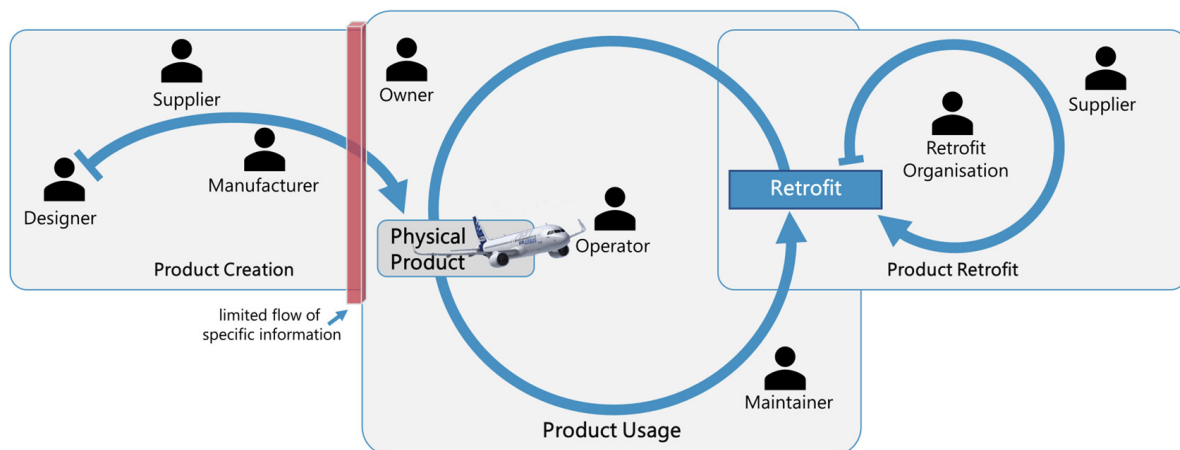 Supplier
Manufacturer
Designer
Product Creation
limited flow of
specific information
Owner
Physical
Product
Operator
Maintainer
Product Usage
Retrofit
Retrofit
Organisation
Supplier
Product Retrofit